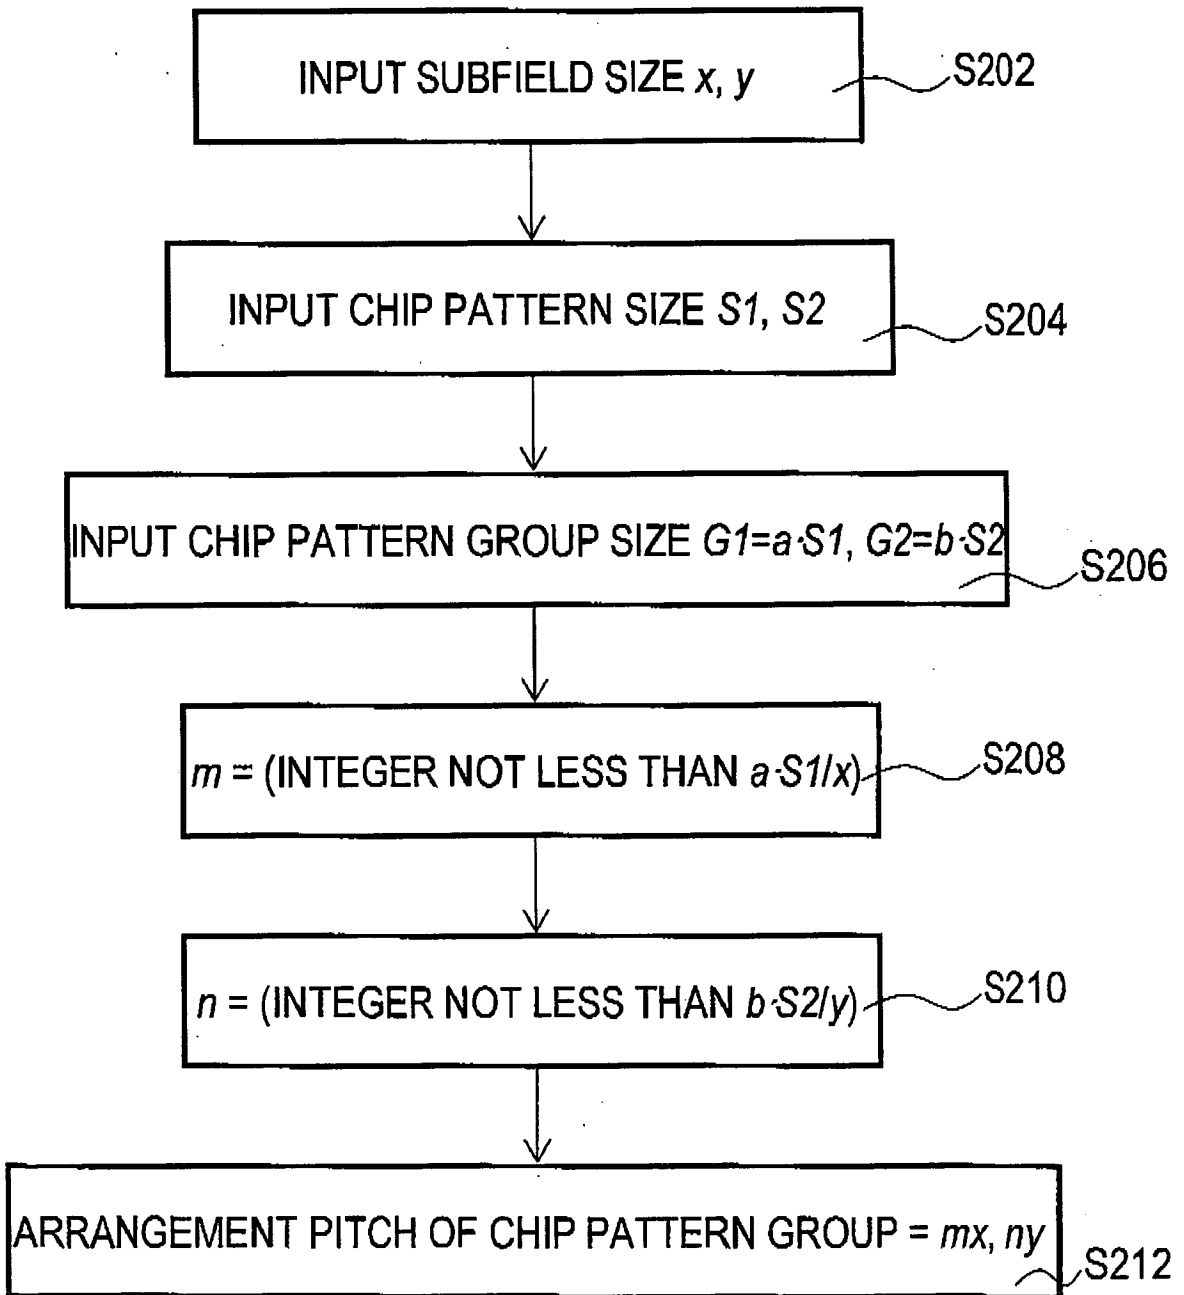 INPUT SUBFIELD SIZE x, y
S202
INPUT CHIP PATTERN SIZE S1, S2
S204
INPUT CHIP PATTERN GROUP SIZE G1=a·S1, G2=b·S2
S206
m = (INTEGER NOT LESS THAN a·S1/x)
S208
n = (INTEGER NOT LESS THAN b·S2/y)
S210
ARRANGEMENT PITCH OF CHIP PATTERN GROUP = mx, ny
S212